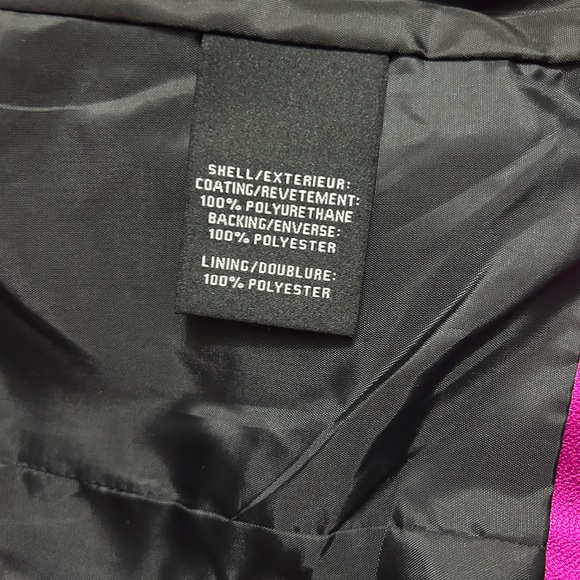 SHELL/EXTERIEUR:
COATING/REVETEMENT:
100% POLYURETHANE
BACKING/ENVERSE:
100% POLYESTER
LINING/DOUBLURE:
100% POLYESTER